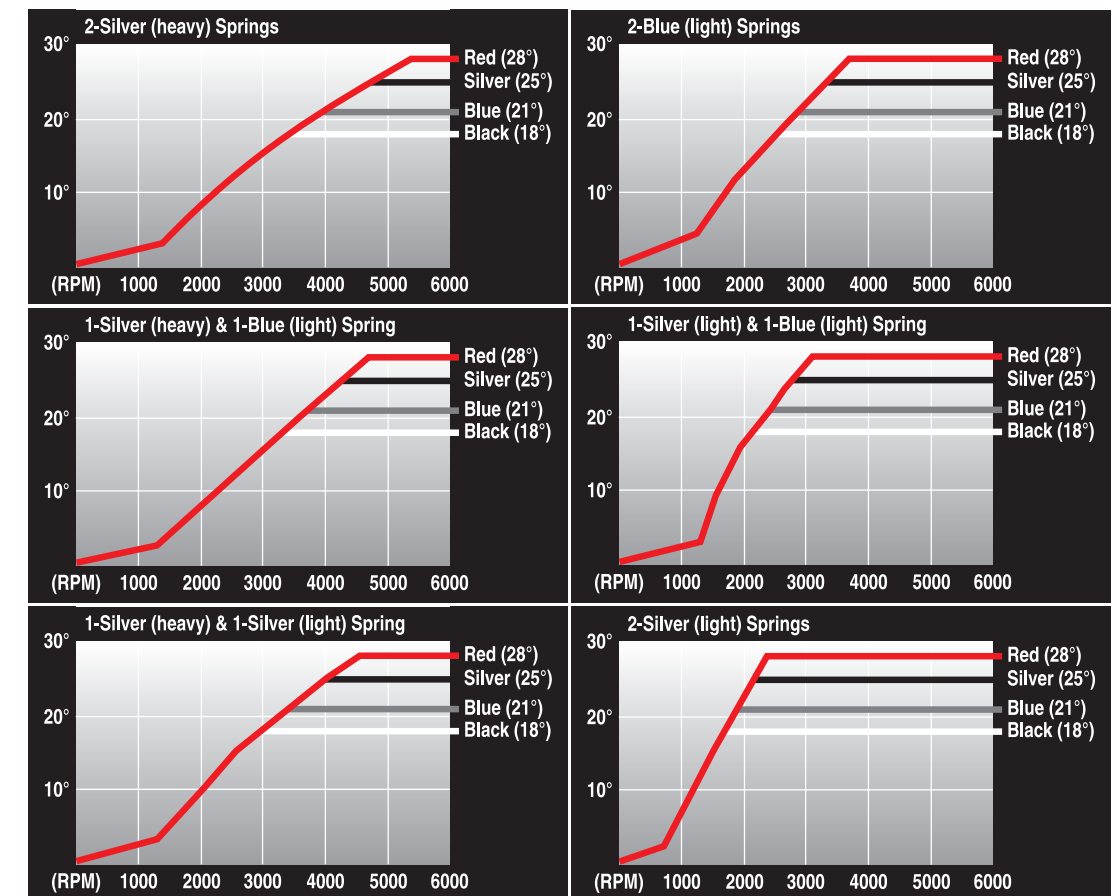 2-Silver (heavy) Springs
30°
20°
10°
Red (28°)
Silver (25°)
Blue (21°)
Black (18°)
(RPM) 1000 2000 3000 4000 5000 6000
2-Blue (light) Springs
30°
20°
10°
Red (28°)
Silver (25°)
Blue (21°)
Black (18°)
(RPM) 1000 2000 3000 4000 5000 6000
1-Silver (heavy) & 1-Blue (light) Spring
30°
20°
10°
Red (28°)
Silver (25°)
Blue (21°)
Black (18°)
(RPM) 1000 2000 3000 4000 5000 6000
1-Silver (light) & 1-Blue (light) Spring
30°
20°
10°
Red (28°)
Silver (25°)
Blue (21°)
Black (18°)
(RPM) 1000 2000 3000 4000 5000 6000
1-Silver (heavy) & 1-Silver (light) Spring
30°
20°
10°
Red (28°)
Silver (25°)
Blue (21°)
Black (18°)
(RPM) 1000 2000 3000 4000 5000 6000
2-Silver (light) Springs
30°
20°
10°
Red (28°)
Silver (25°)
Blue (21°)
Black (18°)
(RPM) 1000 2000 3000 4000 5000 6000